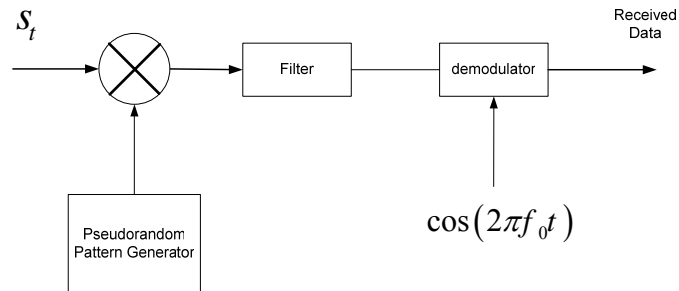 S_t
Received
Data
Filter
demodulator
Pseudorandom
Pattern Generator
cos(2πf_0t)